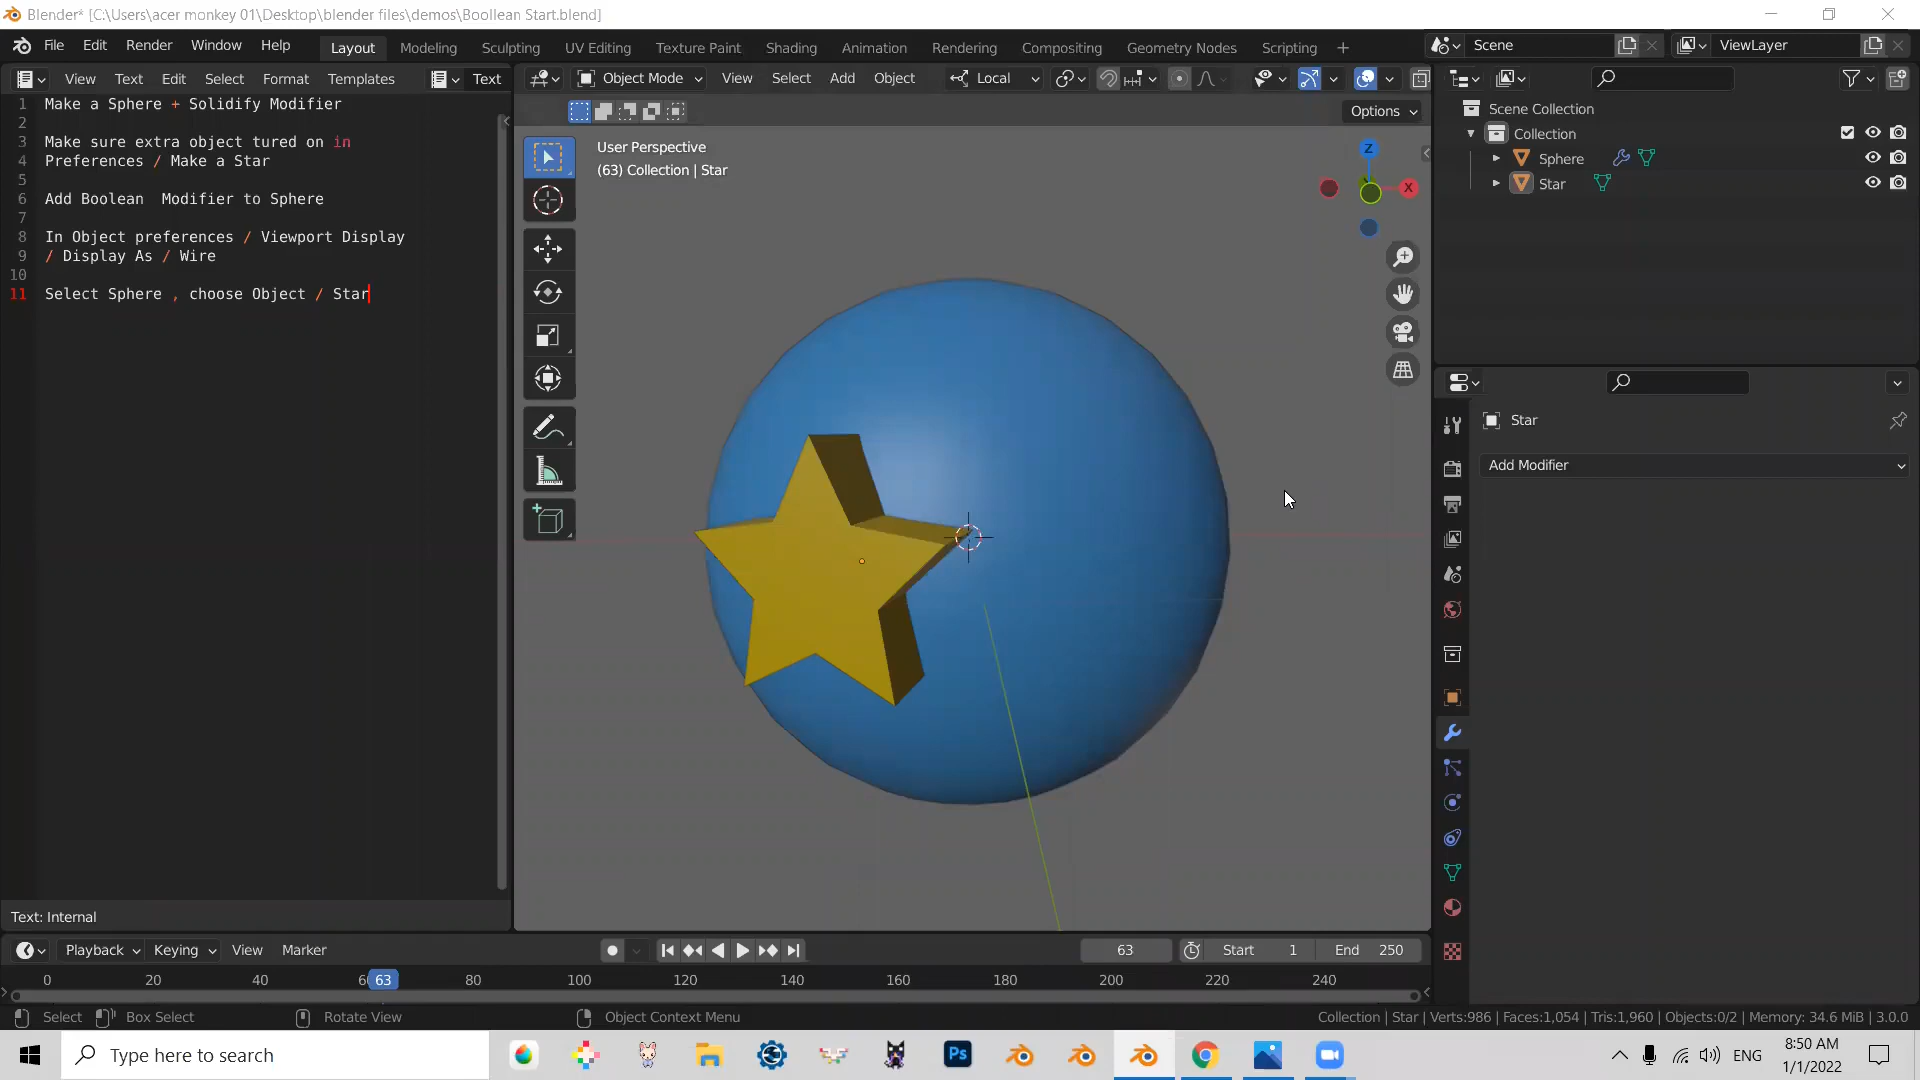 Blender* [C:\Users\acer monkey 01\Desktop\blender files\demos\Boollean Start.blend]
File Edit Render Window Help Layout Modeling Sculpting UV Editing Texture Paint Shading Animation Rendering Compositing Geometry Nodes Scripting + Scene ViewLayer
View Text Edit Select Format Templates Text
Object Mode View Select Add Object Local
Options
1 Make a Sphere + Solidify Modifier
2
3 Make sure extra object tured on in
4 Preferences / Make a Star
5
6 Add Boolean Modifier to Sphere
7
8 In Object preferences / Viewport Display
9 / Display As / Wire
10
11 Select Sphere , choose Object / Star
User Perspective
(63) Collection | Star
Z
X
Scene Collection
Collection
Sphere
Star
Star
Add Modifier
Text: Internal
Playback Keying View Marker 63 Start 1 End 250
0 20 40 63 80 100 120 140 160 180 200 220 240
Select Box Select Rotate View Object Context Menu
Collection | Star | Verts:986 | Faces:1,054 | Tris:1,960 | Objects:0/2 | Memory: 34.6 MiB | 3.0.0
Type here to search
Ps
ENG
8:50 AM
1/1/2022